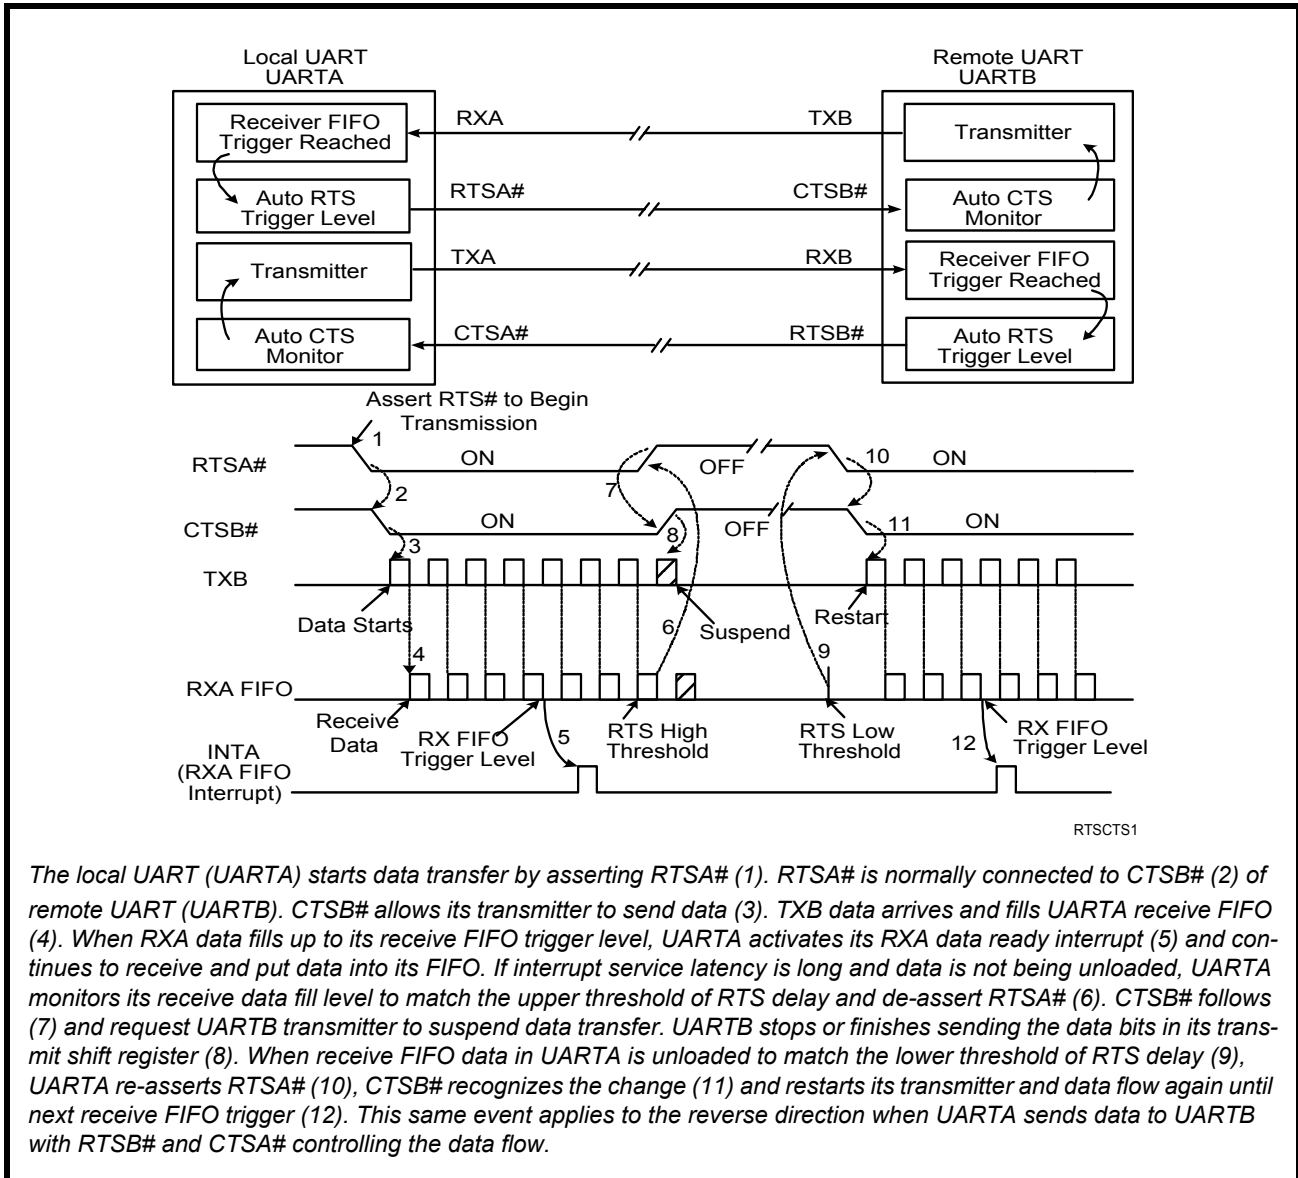 Local UART
UARTA
Remote UART
UARTB
Receiver FIFO
Trigger Reached
RXA
TXB
Transmitter
Auto RTS
Trigger Level
RTSA#
CTSB#
Auto CTS
Monitor
Transmitter
TXA
RXB
Receiver FIFO
Trigger Reached
Auto CTS
Monitor
CTSA#
RTSB#
Auto RTS
Trigger Level
Assert RTS# to Begin
Transmission
RTSA#
1
ON
7
OFF
10
ON
2
CTSB#
ON
8
OFF
11
ON
3
TXB
Data Starts
6
Suspend
Restart
4
9
RXA FIFO
Receive
Data
RX FIFO
Trigger Level
5
RTS High
Threshold
RTS Low
Threshold
12
RX FIFO
Trigger Level
INTA
(RXA FIFO
Interrupt)
RTSCTS1
The local UART (UARTA) starts data transfer by asserting RTSA# (1). RTSA# is normally connected to CTSB# (2) of
remote UART (UARTB). CTSB# allows its transmitter to send data (3). TXB data arrives and fills UARTA receive FIFO
(4). When RXA data fills up to its receive FIFO trigger level, UARTA activates its RXA data ready interrupt (5) and con-
tinues to receive and put data into its FIFO. If interrupt service latency is long and data is not being unloaded, UARTA
monitors its receive data fill level to match the upper threshold of RTS delay and de-assert RTSA# (6). CTSB# follows
(7) and request UARTB transmitter to suspend data transfer. UARTB stops or finishes sending the data bits in its trans-
mit shift register (8). When receive FIFO data in UARTA is unloaded to match the lower threshold of RTS delay (9),
UARTA re-asserts RTSA# (10), CTSB# recognizes the change (11) and restarts its transmitter and data flow again until
next receive FIFO trigger (12). This same event applies to the reverse direction when UARTA sends data to UARTB
with RTSB# and CTSA# controlling the data flow.